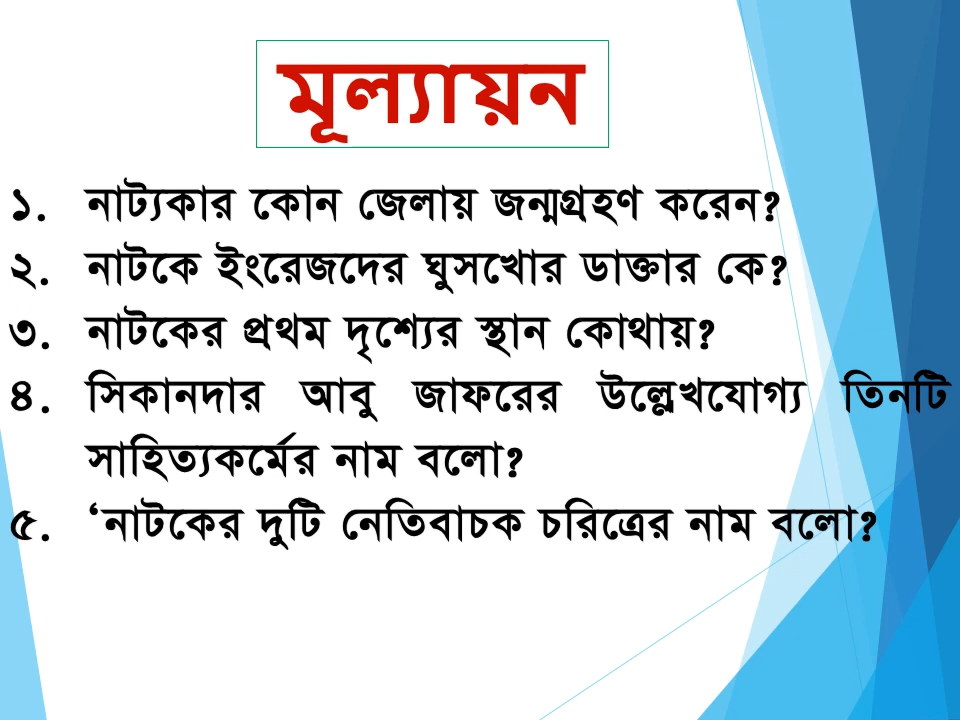 মূল্যায়ন
১. নাট্যকার কোন জেলায় জন্মগ্রহণ করেন?
২. নাটকে ইংরেজদের ঘুসখোর ডাক্তার কে?
৩. নাটকের প্রথম দৃশ্যের স্থান কোথায়?
৪. সিকানদার আবু জাফরের উল্লেখযোগ্য তিনটি
সাহিত্যকর্মের নাম বলো?
৫. ‘নাটকের দুটি নেতিবাচক চরিত্রের নাম বলো?